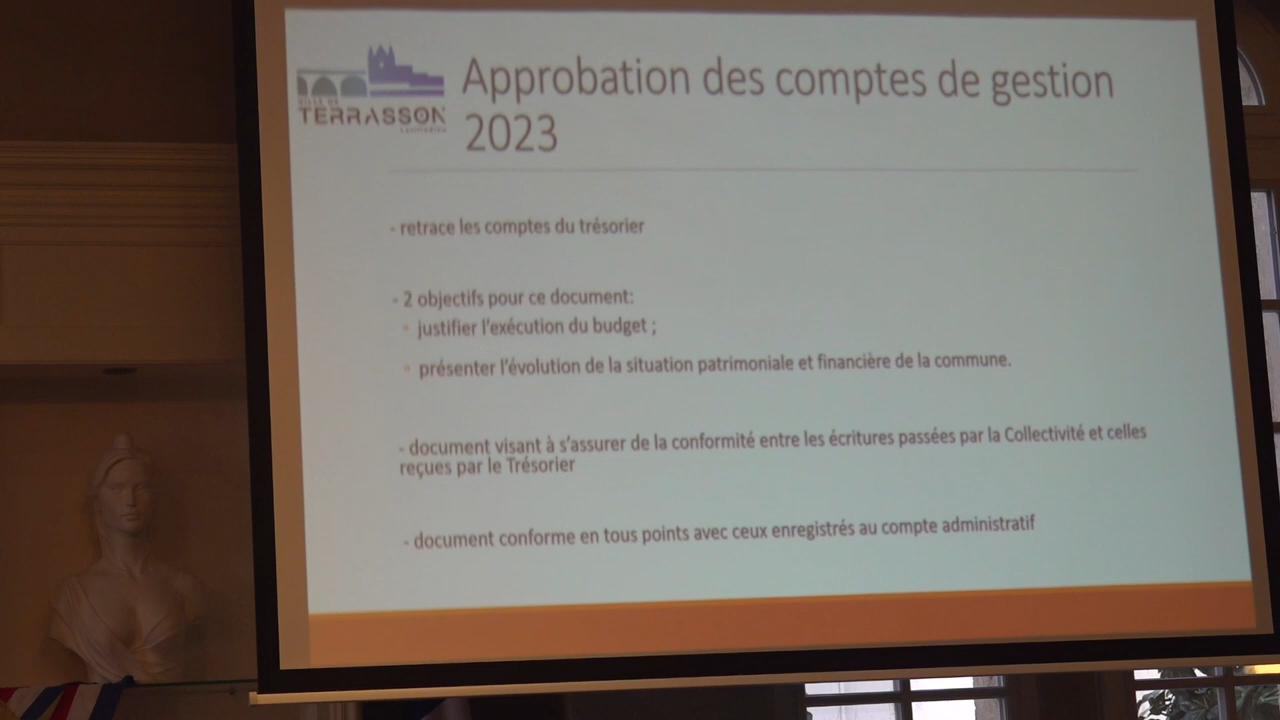 Approbation des comptes de gestion
2023
VILLE DE
TERRASSON
- retrace les comptes du trésorier
- 2 objectifs pour ce document:
justifier l'exécution du budget ;
présenter l'évolution de la situation patrimoniale et financière de la commune.
- document visant à s'assurer de la conformité entre les écritures passées par la Collectivité et celles
reçues par le Trésorier
- document conforme en tous points avec ceux enregistrés au compte administratif